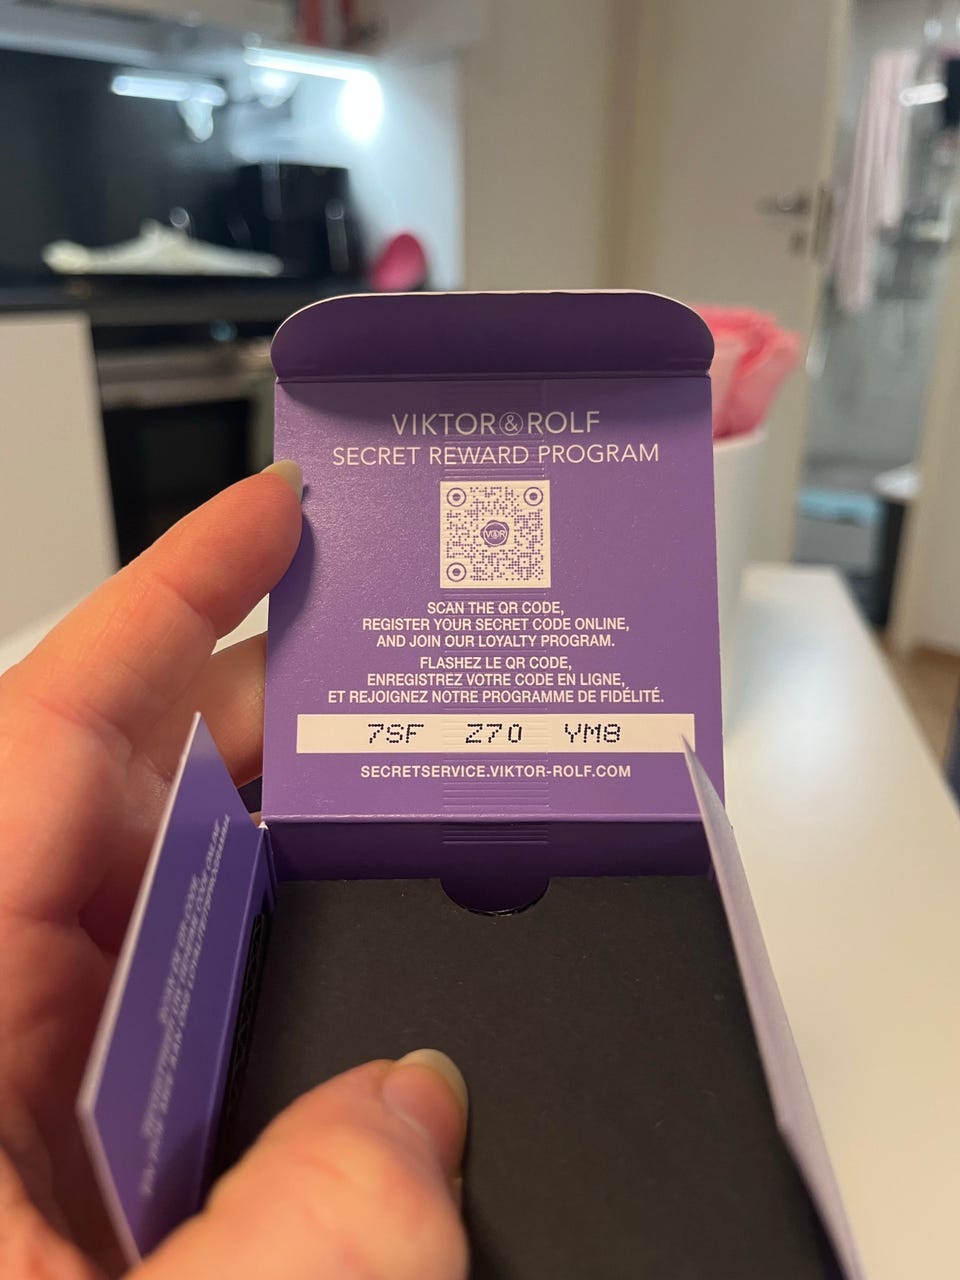 VIKTOR&ROLF
SECRET REWARD PROGRAM
V&R
SCAN THE QR CODE,
REGISTER YOUR SECRET CODE ONLINE,
AND JOIN OUR LOYALTY PROGRAM.
FLASHEZ LE QR CODE,
ENREGISTREZ VOTRE CODE EN LIGNE,
ET REJOIGNEZ NOTRE PROGRAMME DE FIDÉLITÉ.
7SF Z70 YM8
SECRETSERVICE.VIKTOR-ROLF.COM